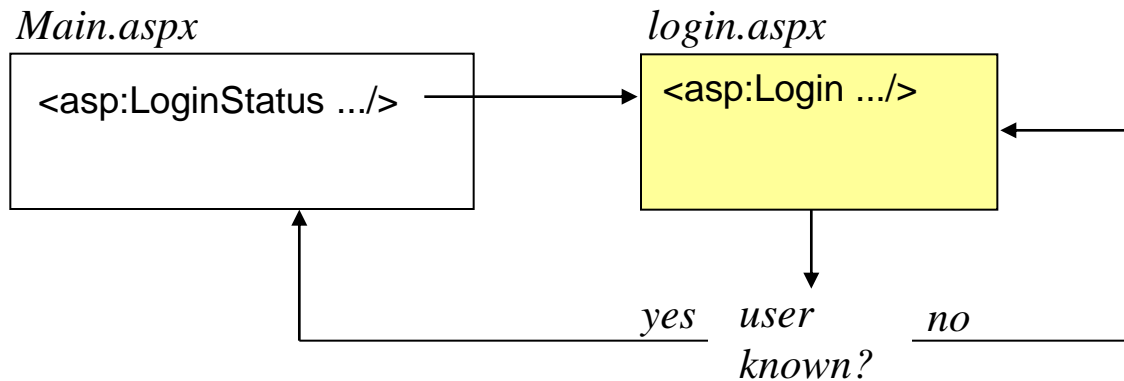 Main.aspx
login.aspx
<asp:LoginStatus .../>
<asp:Login .../>
yes
user
known?
no